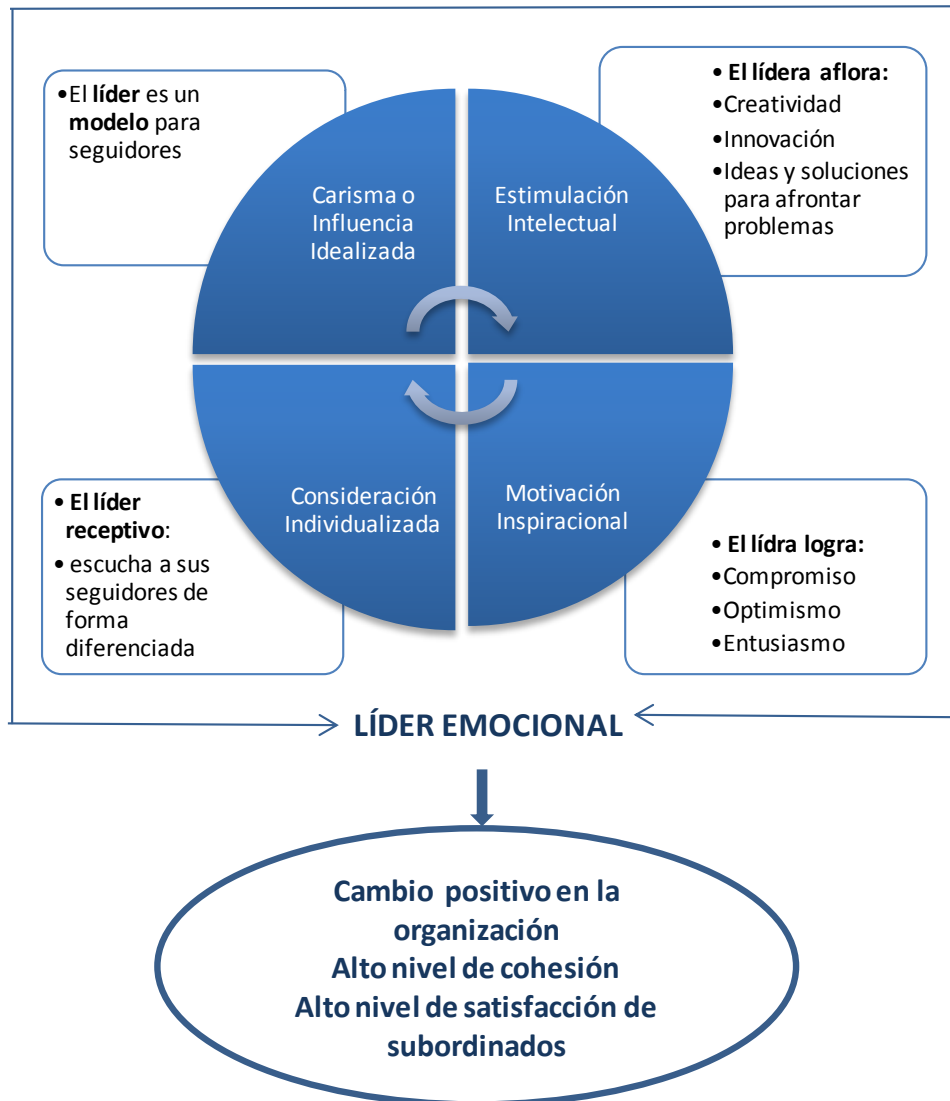 •El líder es un
modelo para
seguidores
Carisma o
Influencia
Idealizada
Estimulación
Intelectual
• El lídera aflora:
•Creatividad
•Innovación
•Ideas y soluciones
para afrontar
problemas
• El líder
receptivo:
• escucha a sus
seguidores de
forma
diferenciada
Consideración
Individualizada
Motivación
Inspiracional
• El lídra logra:
•Compromiso
•Optimismo
•Entusiasmo
LÍDER EMOCIONAL
Cambio positivo en la
organización
Alto nivel de cohesión
Alto nivel de satisfacción de
subordinados